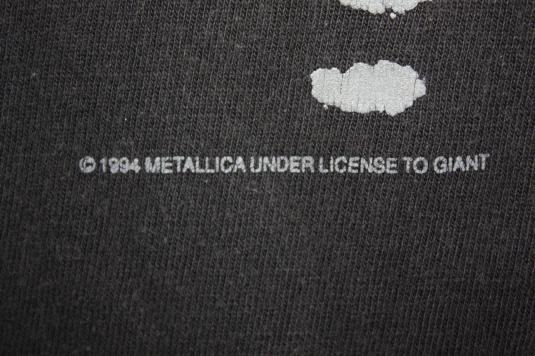 © 1994 METALLICA UNDER LICENSE TO GIANT